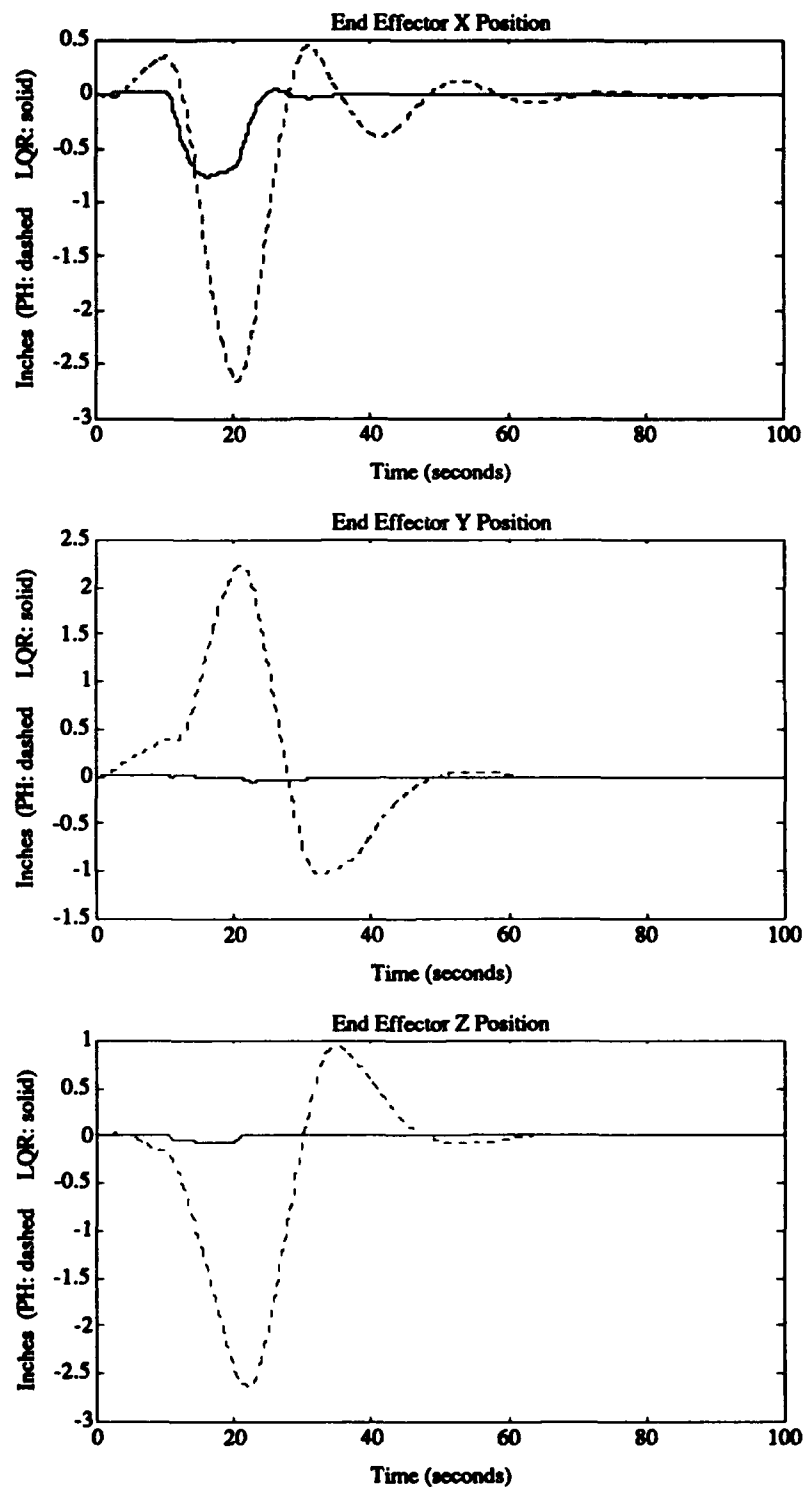 End Effector X Position
Inches (PH: dashed LQR: solid)
0.5
0
-0.5
-1
-1.5
-2
-2.5
-3
0 20 40 60 80 100
Time (seconds)
End Effector Y Position
Inches (PH: dashed LQR: solid)
2.5
2
1.5
1
0.5
0
-0.5
-1
-1.5
0 20 40 60 80 100
Time (seconds)
End Effector Z Position
Inches (PH: dashed LQR: solid)
1
0.5
0
-0.5
-1
-1.5
-2
-2.5
-3
0 20 40 60 80 100
Time (seconds)